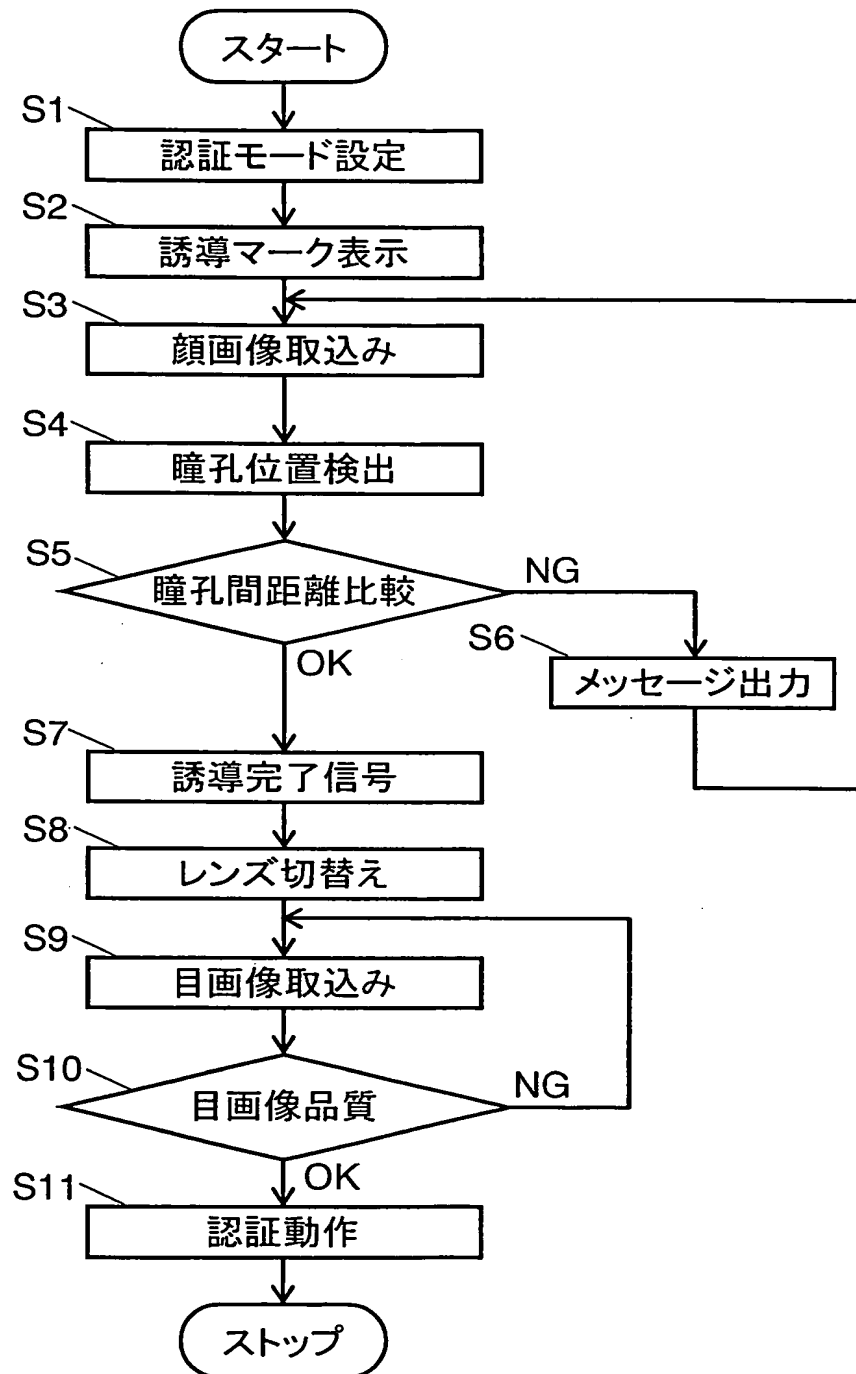 スタート
S1
認証モード設定
S2
誘導マーク表示
S3
顔画像取込み
S4
瞳孔位置検出
S5
瞳孔間距離比較
NG
S6
メッセージ出力
OK
S7
誘導完了信号
S8
レンズ切替え
S9
目画像取込み
S10
目画像品質
NG
OK
S11
認証動作
ストップ